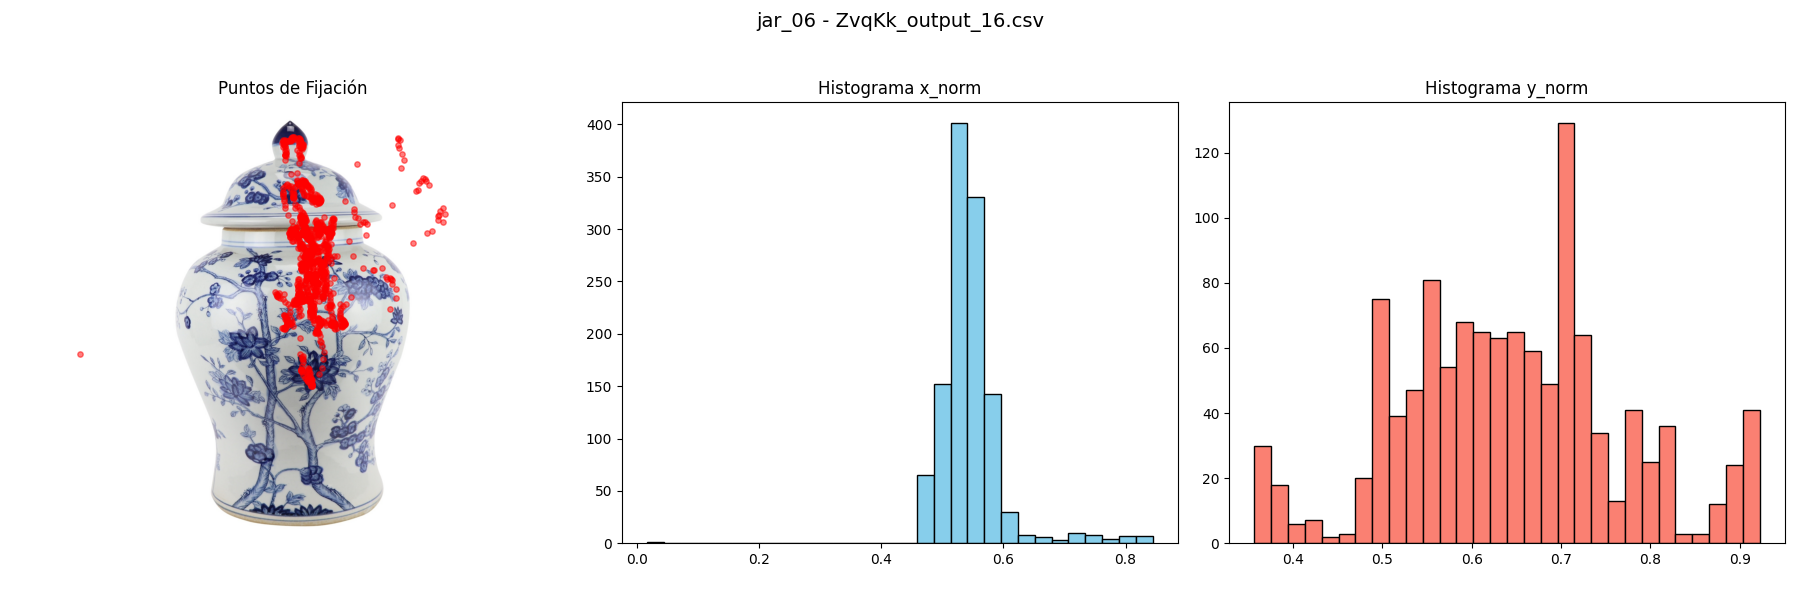 jar_06 - ZvqKk_output_16.csv
Puntos de Fijación
Histograma x_norm
400
350
300
250
200
150
100
50
0
0.0 0.2 0.4 0.6 0.8
Histograma y_norm
120
100
80
60
40
20
0
0.4 0.5 0.6 0.7 0.8 0.9